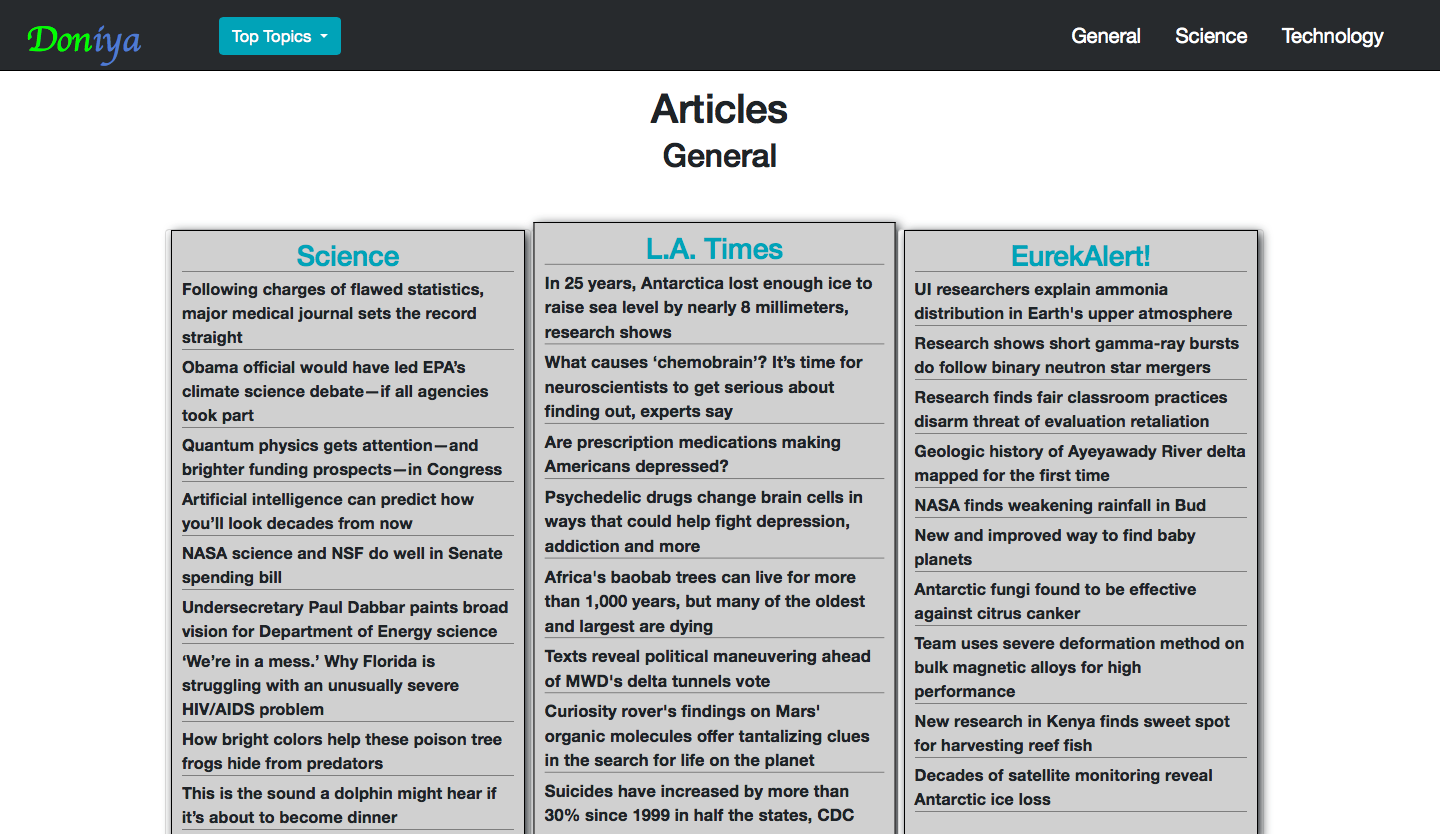 Doniya
Top Topics
General
Science
Technology
Articles
General
Science
Following charges of flawed statistics,
major medical journal sets the record
straight
Obama official would have led EPA’s
climate science debate—if all agencies
took part
Quantum physics gets attention—and
brighter funding prospects—in Congress
Artificial intelligence can predict how
you’ll look decades from now
NASA science and NSF do well in Senate
spending bill
Undersecretary Paul Dabbar paints broad
vision for Department of Energy science
‘We’re in a mess.’ Why Florida is
struggling with an unusually severe
HIV/AIDS problem
How bright colors help these poison tree
frogs hide from predators
This is the sound a dolphin might hear if
it’s about to become dinner
L.A. Times
In 25 years, Antarctica lost enough ice to
raise sea level by nearly 8 millimeters,
research shows
What causes ‘chemobrain’? It’s time for
neuroscientists to get serious about
finding out, experts say
Are prescription medications making
Americans depressed?
Psychedelic drugs change brain cells in
ways that could help fight depression,
addiction and more
Africa's baobab trees can live for more
than 1,000 years, but many of the oldest
and largest are dying
Texts reveal political maneuvering ahead
of MWD's delta tunnels vote
Curiosity rover's findings on Mars'
organic molecules offer tantalizing clues
in the search for life on the planet
Suicides have increased by more than
30% since 1999 in half the states, CDC
EurekAlert!
UI researchers explain ammonia
distribution in Earth's upper atmosphere
Research shows short gamma-ray bursts
do follow binary neutron star mergers
Research finds fair classroom practices
disarm threat of evaluation retaliation
Geologic history of Ayeyawady River delta
mapped for the first time
NASA finds weakening rainfall in Bud
New and improved way to find baby
planets
Antarctic fungi found to be effective
against citrus canker
Team uses severe deformation method on
bulk magnetic alloys for high
performance
New research in Kenya finds sweet spot
for harvesting reef fish
Decades of satellite monitoring reveal
Antarctic ice loss